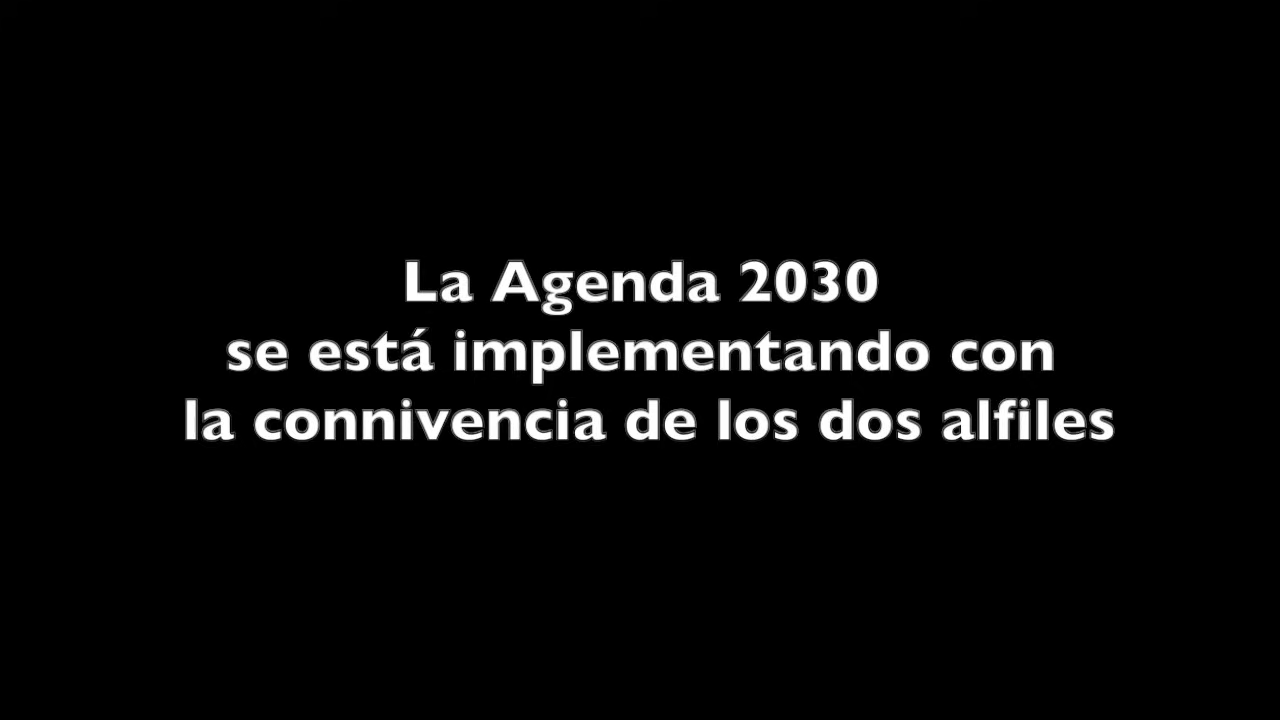 La Agenda 2030
se está implementando con
la connivencia de los dos alfiles